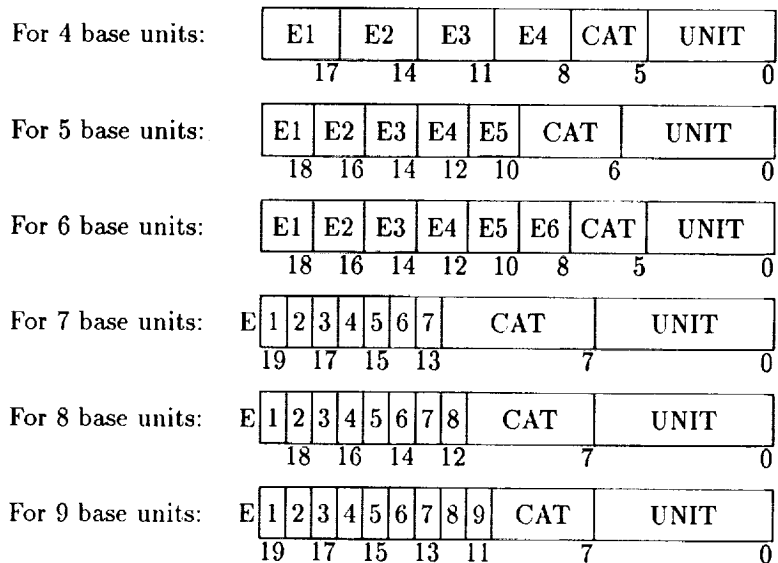 For 4 base units: E1 E2 E3 E4 CAT UNIT
17 14 11 8 5 0
For 5 base units: E1 E2 E3 E4 E5 CAT UNIT
18 16 14 12 10 6 0
For 6 base units: E1 E2 E3 E4 E5 E6 CAT UNIT
18 16 14 12 10 8 5 0
For 7 base units: E 1 2 3 4 5 6 7 CAT UNIT
19 17 15 13 7 0
For 8 base units: E 1 2 3 4 5 6 7 8 CAT UNIT
18 16 14 12 7 0
For 9 base units: E 1 2 3 4 5 6 7 8 9 CAT UNIT
19 17 15 13 11 7 0